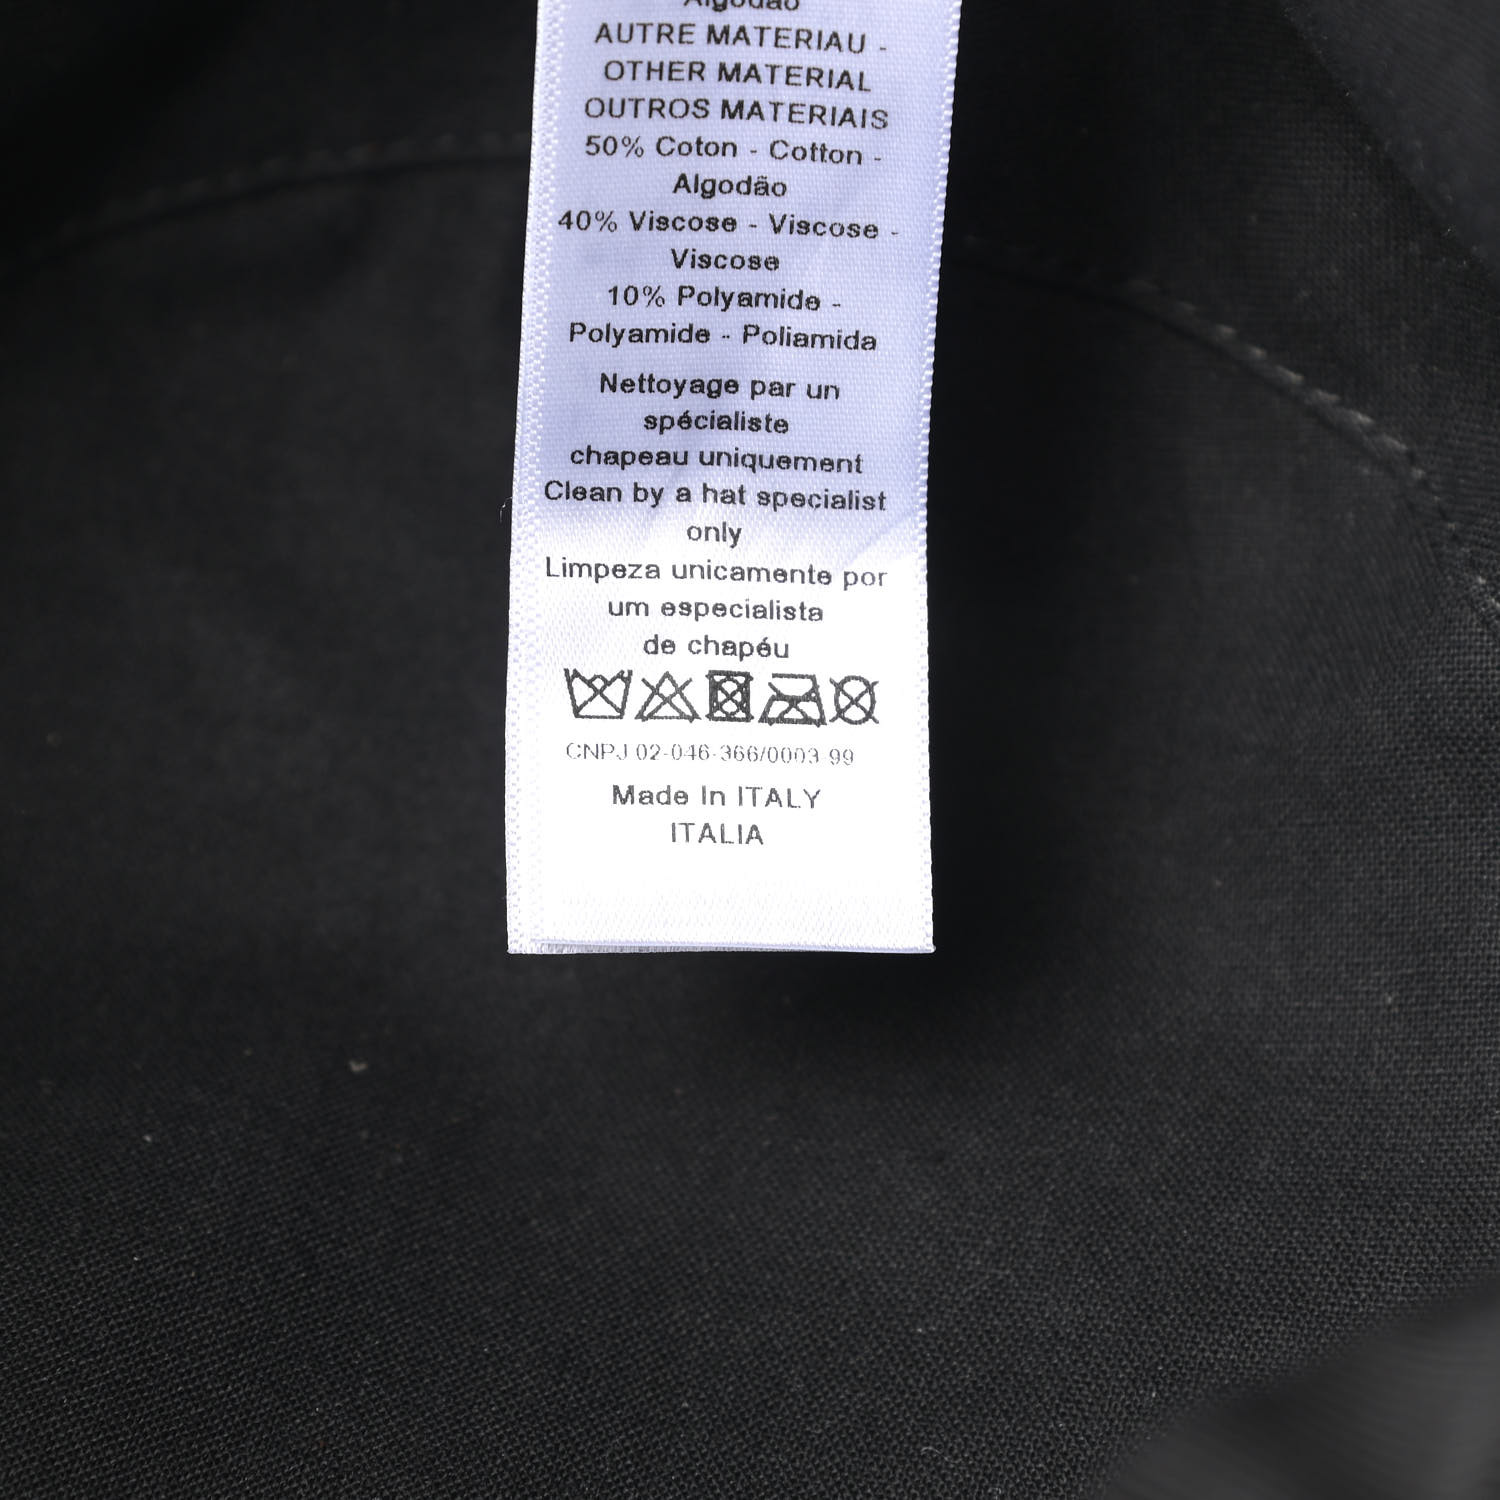 Algodão
AUTRE MATERIAU -
OTHER MATERIAL
OUTROS MATERIAIS
50% Coton - Cotton -
Algodão
40% Viscose - Viscose -
Viscose
10% Polyamide -
Polyamide - Poliamida
Nettoyage par un
spécialiste
chapeau uniquement
Clean by a hat specialist
only
Limpeza unicamente por
um especialista
de chapéu
CNPJ 02-046-366/0003-99
Made In ITALY
ITALIA